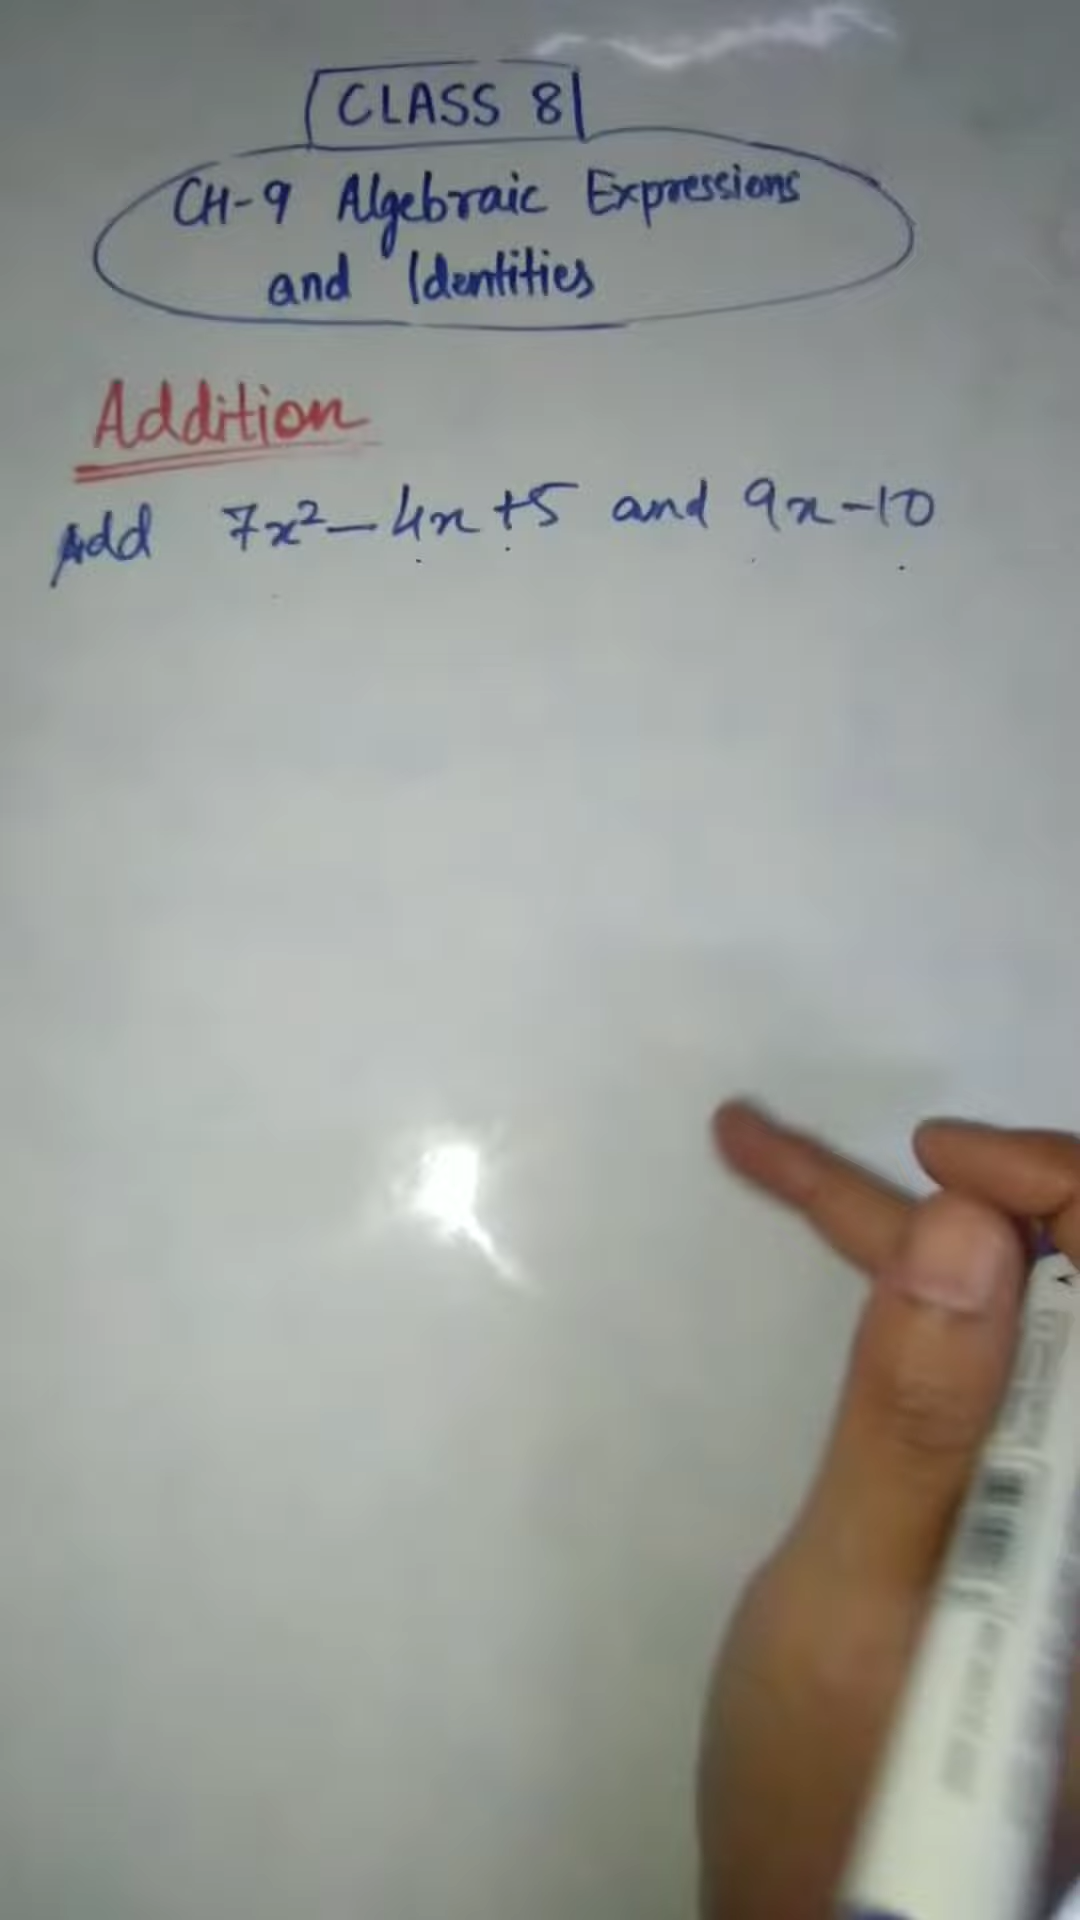 CLASS 8
CH-9 Algebraic Expressions
and Identities
Addition
Add 7x² - 4x + 5 and 9x - 10